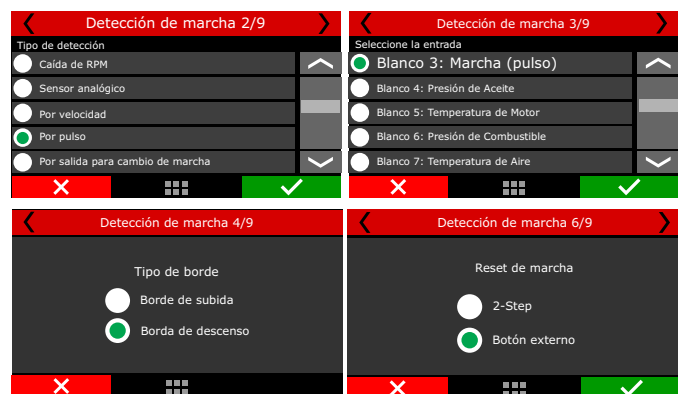 Detección de marcha 2/9
Tipo de detección
Caída de RPM
Sensor analógico
Por velocidad
Por pulso
Por salida para cambio de marcha
Detección de marcha 3/9
Seleccione la entrada
Blanco 3: Marcha (pulso)
Blanco 4: Presión de Aceite
Blanco 5: Temperatura de Motor
Blanco 6: Presión de Combustible
Blanco 7: Temperatura de Aire
Detección de marcha 4/9
Tipo de borde
Borde de subida
Borda de descenso
Detección de marcha 6/9
Reset de marcha
2-Step
Botón externo